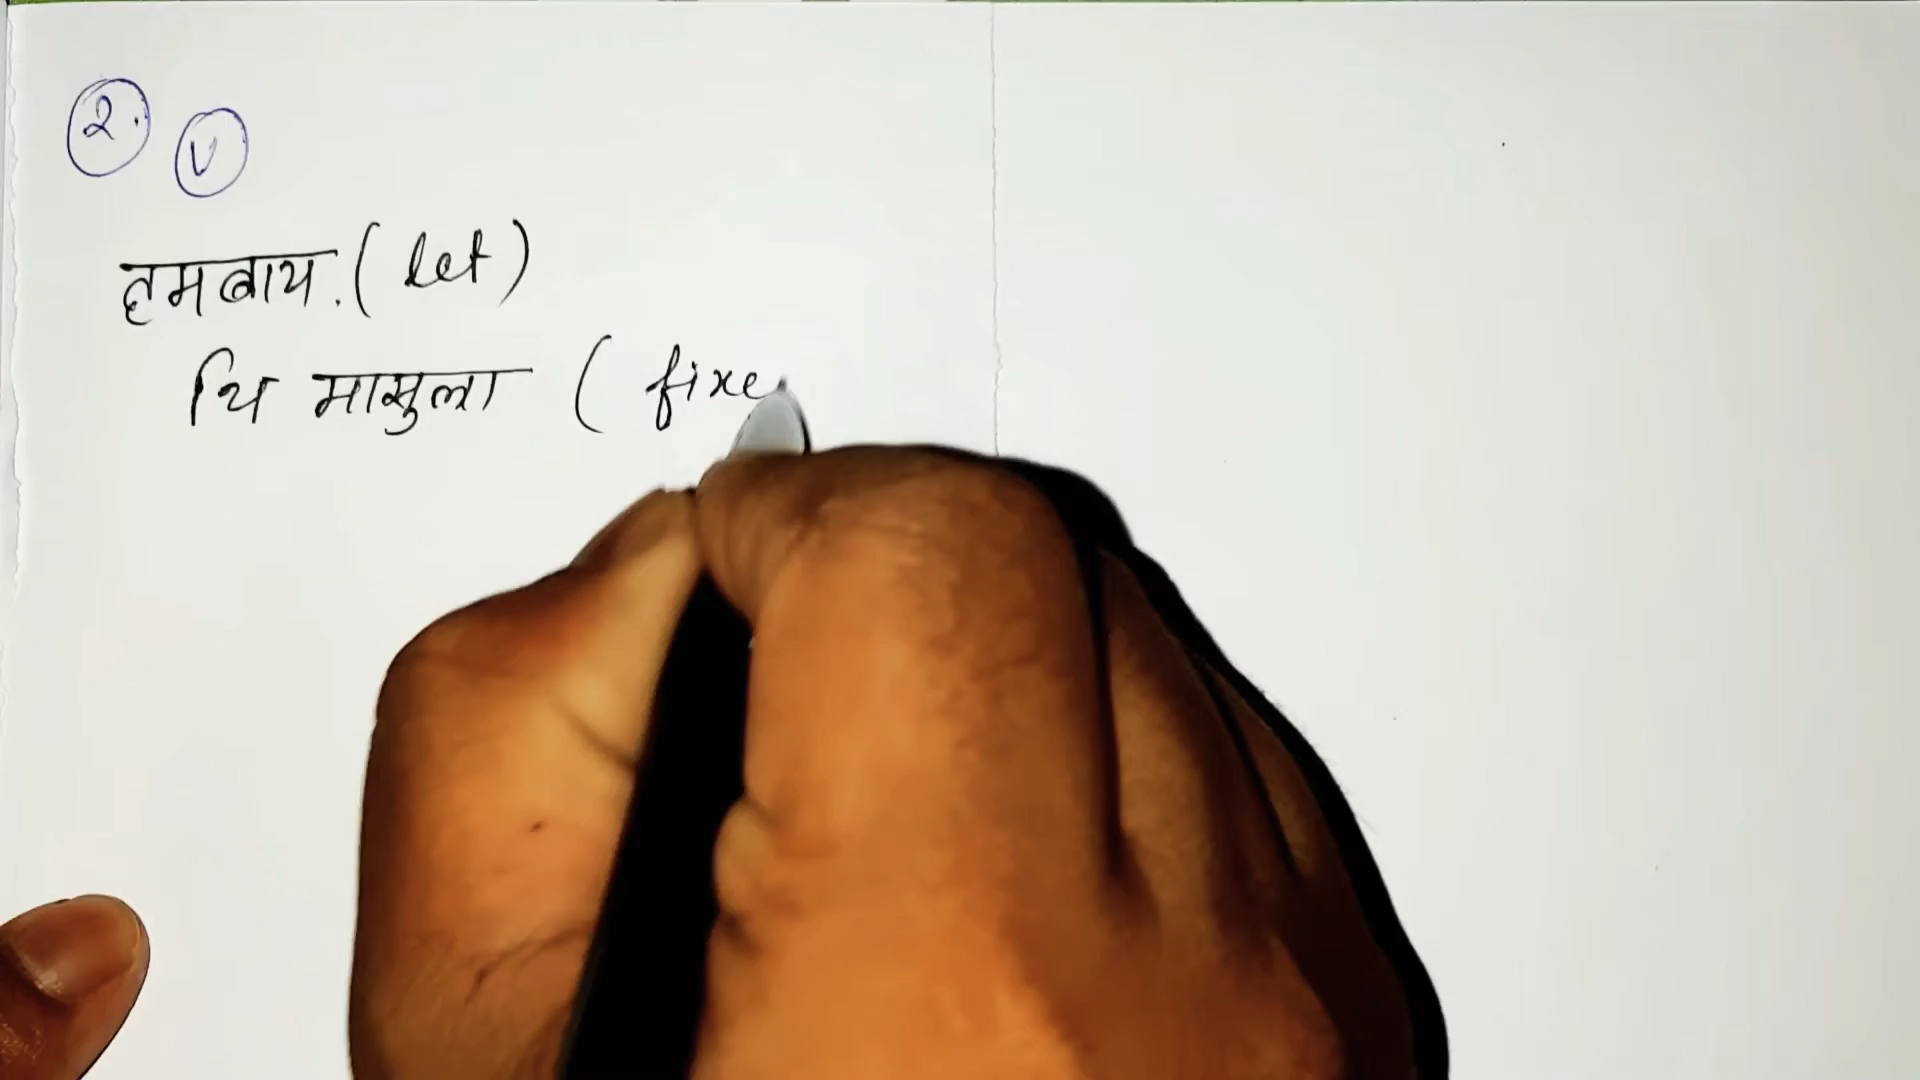 2. V
हमबाय. (let)
थि मासुला (fixe